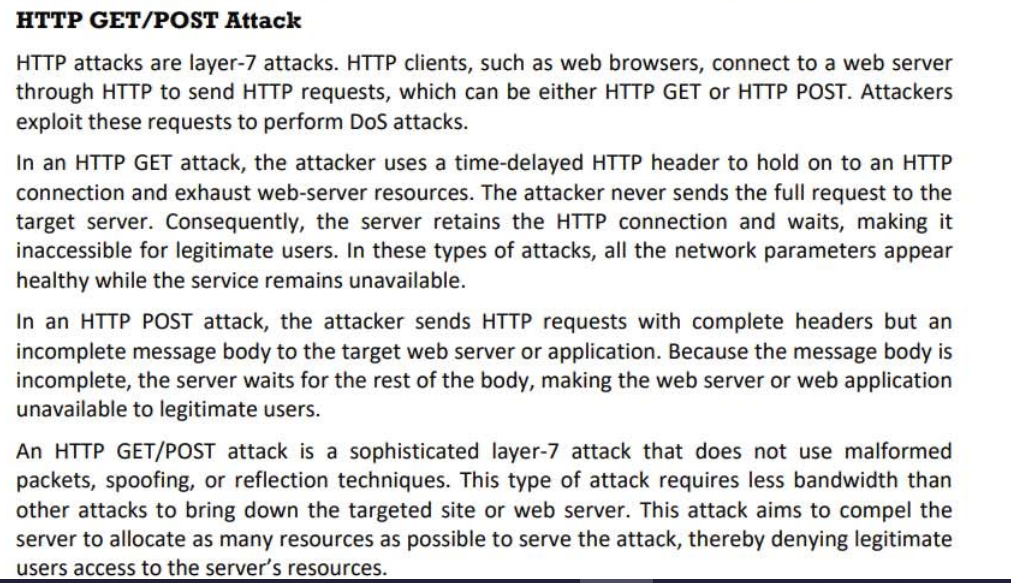 HTTP GET/POST Attack
HTTP attacks are layer-7 attacks. HTTP clients, such as web browsers, connect to a web server
through HTTP to send HTTP requests, which can be either HTTP GET or HTTP POST. Attackers
exploit these requests to perform DoS attacks.
In an HTTP GET attack, the attacker uses a time-delayed HTTP header to hold on to an HTTP
connection and exhaust web-server resources. The attacker never sends the full request to the
target server. Consequently, the server retains the HTTP connection and waits, making it
inaccessible for legitimate users. In these types of attacks, all the network parameters appear
healthy while the service remains unavailable.
In an HTTP POST attack, the attacker sends HTTP requests with complete headers but an
incomplete message body to the target web server or application. Because the message body is
incomplete, the server waits for the rest of the body, making the web server or web application
unavailable to legitimate users.
An HTTP GET/POST attack is a sophisticated layer-7 attack that does not use malformed
packets, spoofing, or reflection techniques. This type of attack requires less bandwidth than
other attacks to bring down the targeted site or web server. This attack aims to compel the
server to allocate as many resources as possible to serve the attack, thereby denying legitimate
users access to the server's resources.